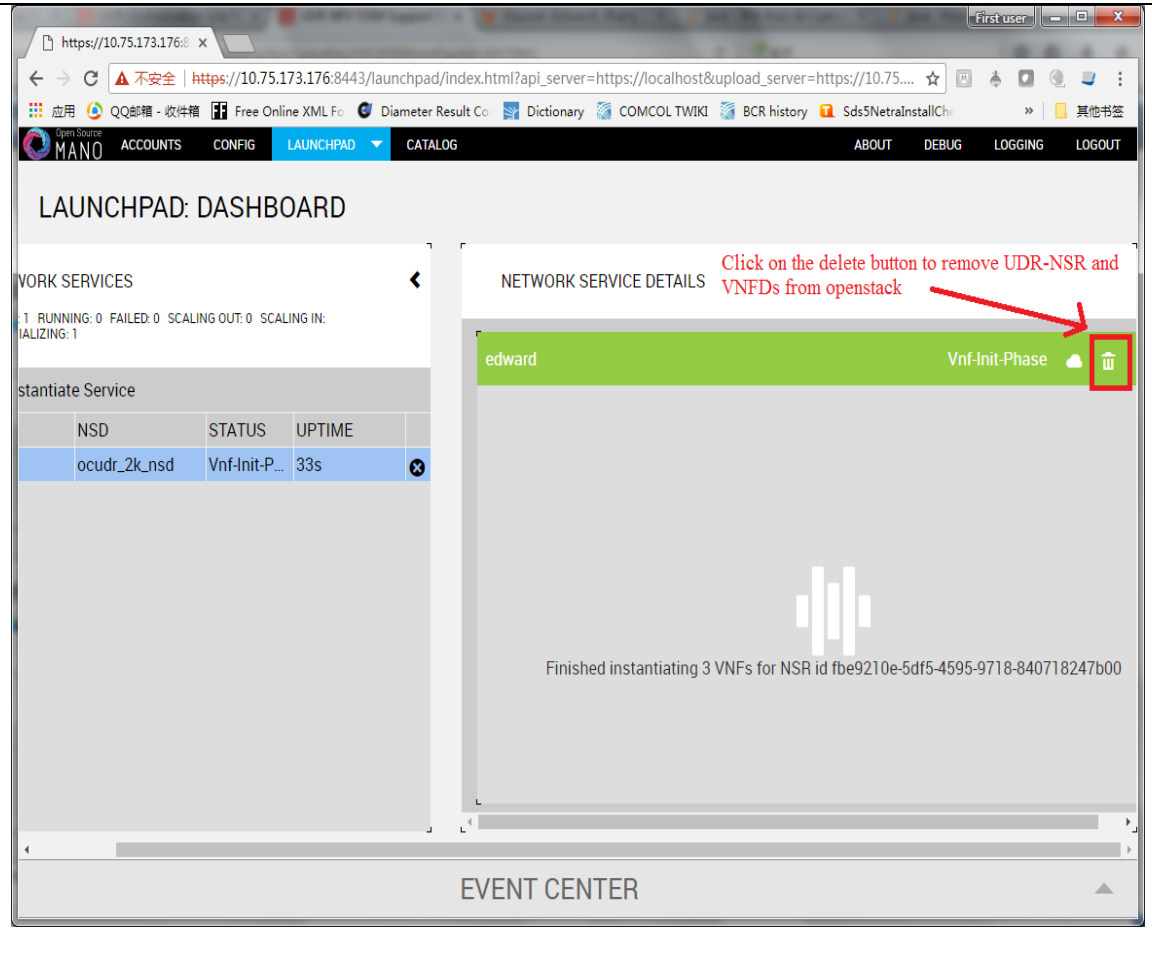 First user
https://10.75.173.176:8
不安全 | https://10.75.173.176:8443/launchpad/index.html?api_server=https://localhost&upload_server=https://10.75....
应用 QQ邮箱 - 收件箱 Free Online XML Fo Diameter Result Co Dictionary COMCOL TWIKI BCR history Sds5NetraInstallChe » 其他书签
Open Source
MANO ACCOUNTS CONFIG LAUNCHPAD CATALOG ABOUT DEBUG LOGGING LOGOUT
LAUNCHPAD: DASHBOARD
WORK SERVICES
: 1 RUNNING: 0 FAILED: 0 SCALING OUT: 0 SCALING IN:
IALIZING: 1
stantiate Service
NSD STATUS UPTIME
ocudr_2k_nsd Vnf-Init-P... 33s
NETWORK SERVICE DETAILS
Click on the delete button to remove UDR-NSR and
VNFDs from openstack
edward Vnf-Init-Phase
Finished instantiating 3 VNFs for NSR id fbe9210e-5df5-4595-9718-840718247b00
EVENT CENTER